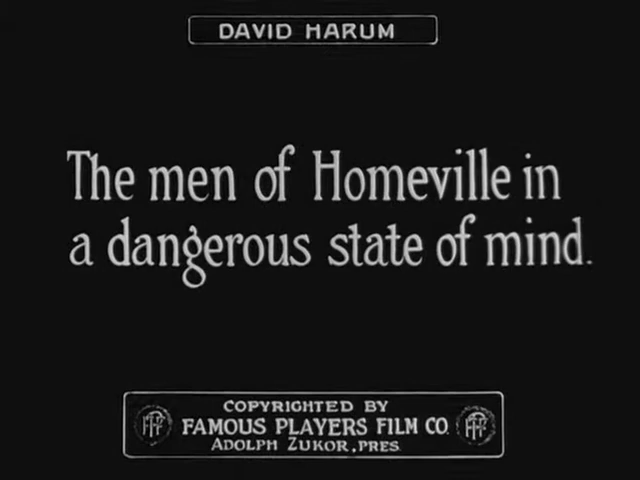 DAVID HARUM
The men of Homeville in
a dangerous state of mind.
COPYRIGHTED BY
FAMOUS PLAYERS FILM CO.
ADOLPH ZUKOR, PRES.